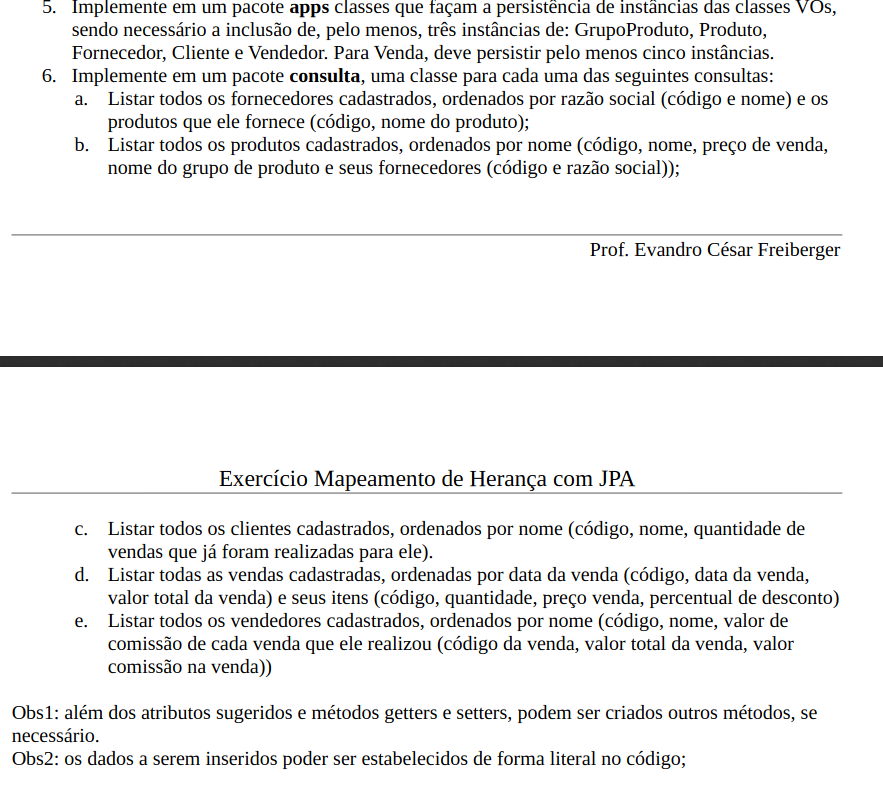 5. Implemente em um pacote apps classes que façam a persistência de instâncias das classes VOs,
sendo necessário a inclusão de, pelo menos, três instâncias de: GrupoProduto, Produto,
Fornecedor, Cliente e Vendedor. Para Venda, deve persistir pelo menos cinco instâncias.
6. Implemente em um pacote consulta, uma classe para cada uma das seguintes consultas:
a. Listar todos os fornecedores cadastrados, ordenados por razão social (código e nome) e os
produtos que ele fornece (código, nome do produto);
b. Listar todos os produtos cadastrados, ordenados por nome (código, nome, preço de venda,
nome do grupo de produto e seus fornecedores (código e razão social));
Prof. Evandro César Freiberger
Exercício Mapeamento de Herança com JPA
c. Listar todos os clientes cadastrados, ordenados por nome (código, nome, quantidade de
vendas que já foram realizadas para ele).
d. Listar todas as vendas cadastradas, ordenadas por data da venda (código, data da venda,
valor total da venda) e seus itens (código, quantidade, preço venda, percentual de desconto)
e. Listar todos os vendedores cadastrados, ordenados por nome (código, nome, valor de
comissão de cada venda que ele realizou (código da venda, valor total da venda, valor
comissão na venda))
Obs1: além dos atributos sugeridos e métodos getters e setters, podem ser criados outros métodos, se
necessário.
Obs2: os dados a serem inseridos poder ser estabelecidos de forma literal no código;